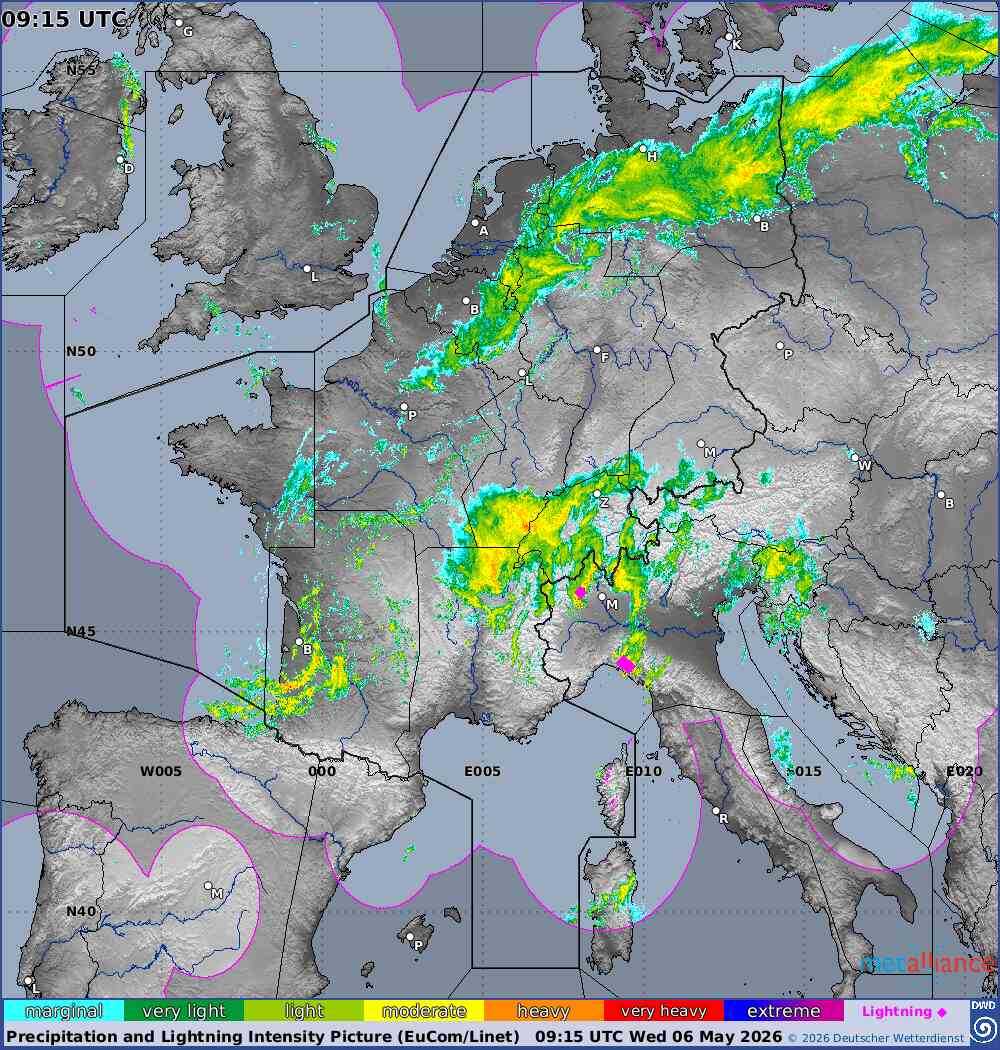 09:15 UTC
G
K
N55
D
H
A
B
L
B
N50
P
F
L
P
M
W
Z
B
M
N45
B
W005
000
E005
E010
E015
E020
R
M
N40
P
L
metalliance
marginal very light light moderate heavy very heavy extreme Lightning ◆ DWD
Precipitation and Lightning Intensity Picture (EuCom/Linet) 09:15 UTC Wed 06 May 2026 © 2026 Deutscher Wetterdienst